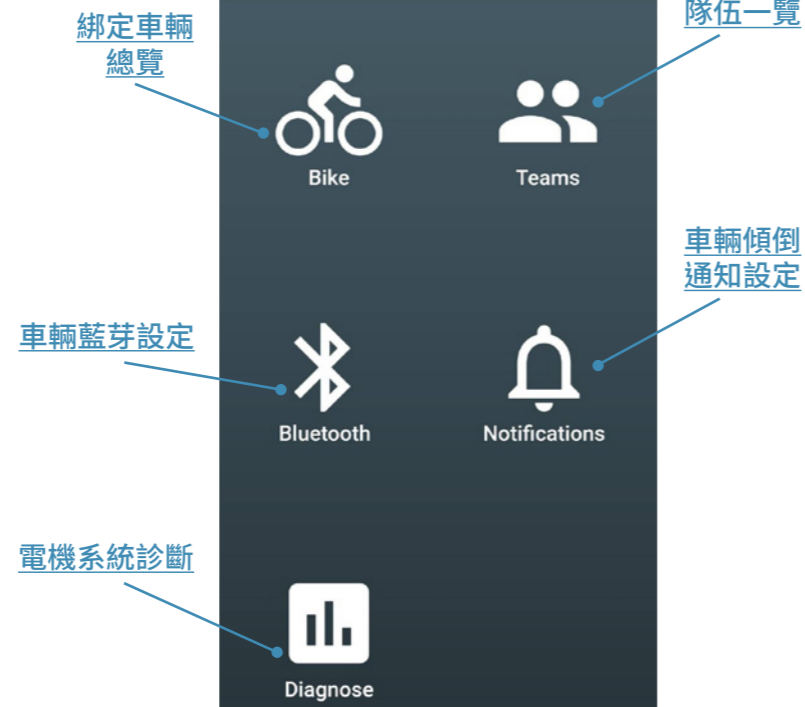 綁定車輛
總覽
隊伍一覽
Bike
Teams
車輛傾倒
通知設定
車輛藍芽設定
Bluetooth
Notifications
電機系統診斷
Diagnose